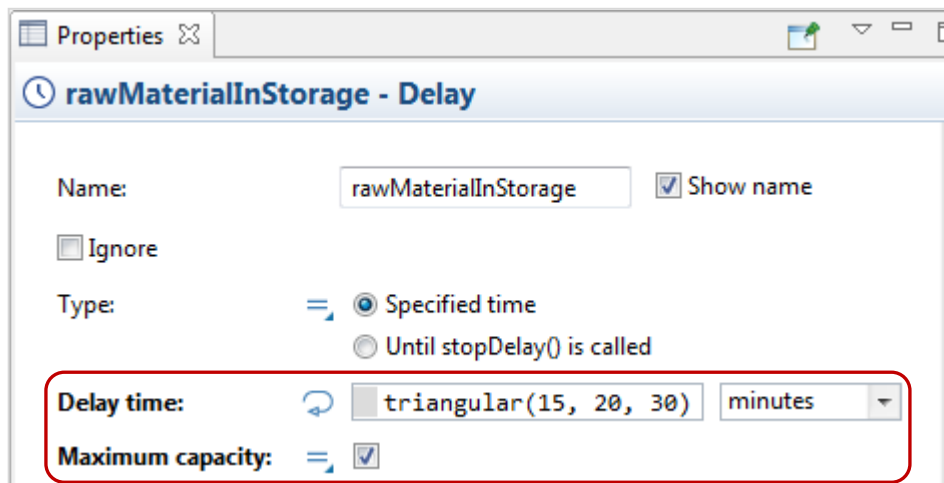 Properties
rawMaterialInStorage - Delay
Name: rawMaterialInStorage Show name
Ignore
Type: Specified time
Until stopDelay() is called
Delay time: triangular(15, 20, 30) minutes
Maximum capacity: